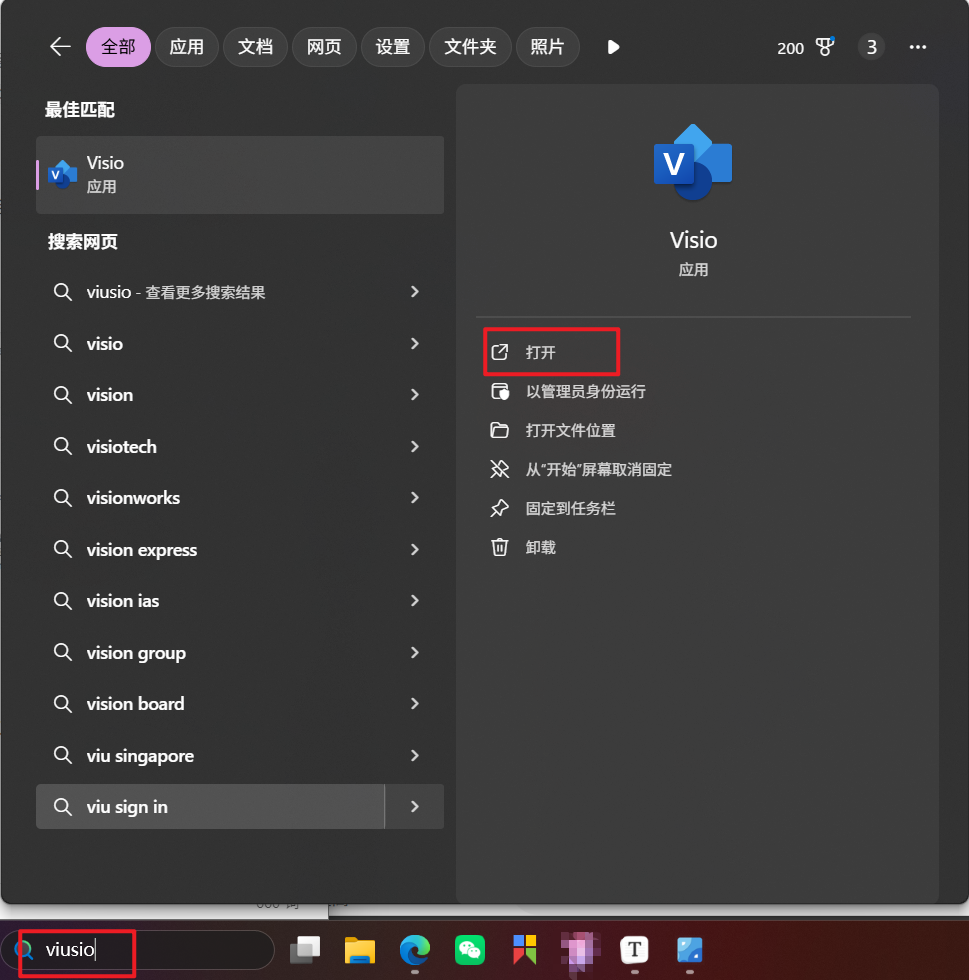 全部 应用 文档 网页 设置 文件夹 照片 200 3
最佳匹配
Visio
应用
搜索网页
viusio - 查看更多搜索结果
visio
vision
visiotech
visionworks
vision express
vision ias
vision group
vision board
viu singapore
viu sign in
V
Visio
应用
打开
以管理员身份运行
打开文件位置
从"开始"屏幕取消固定
固定到任务栏
卸载
viusio
T